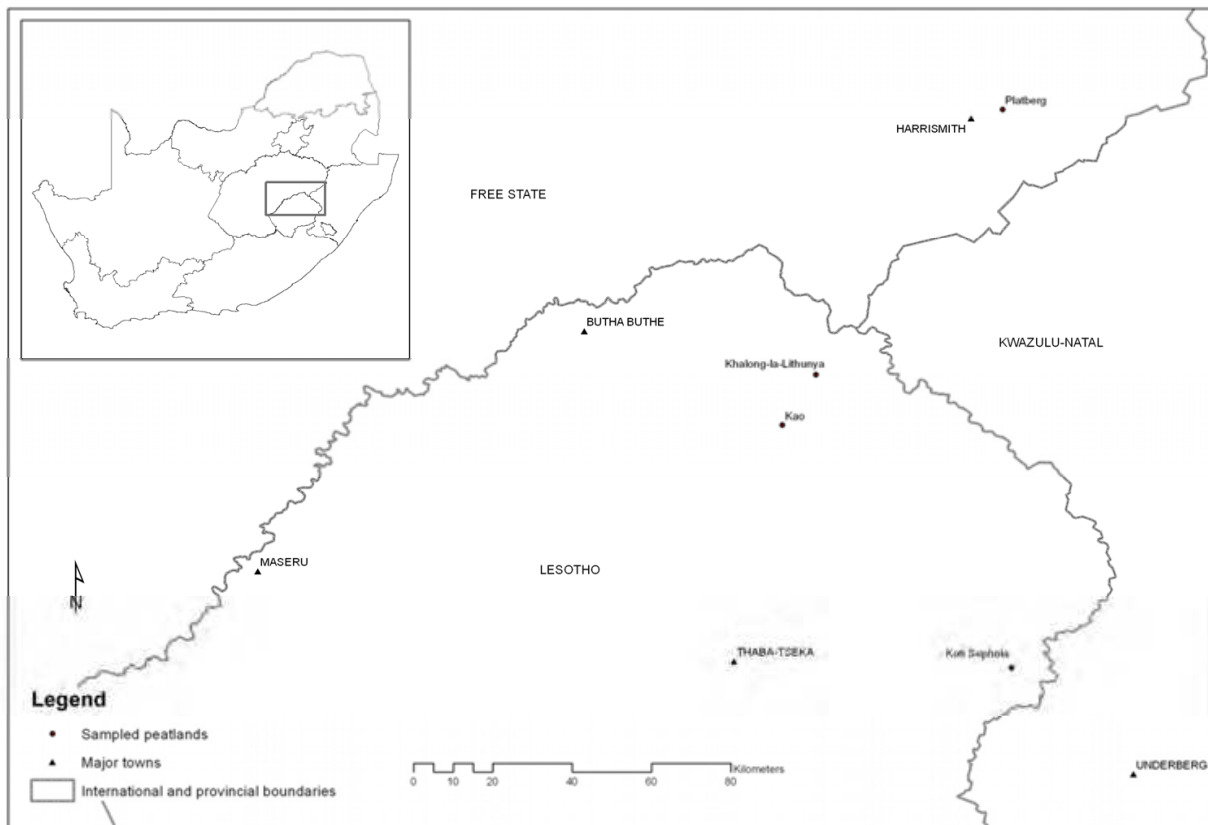 Platberg
HARRISMITH
FREE STATE
BUTHA BUTHE
KWAZULU-NATAL
Khalong-la-Lithunya
Kao
MASERU
LESOTHO
N
THABA-TSEKA
Koti Sephola
Legend
Sampled peatlands
Major towns
International and provincial boundaries
0 10 20 40 60 80 Kilometers
UNDERBERG